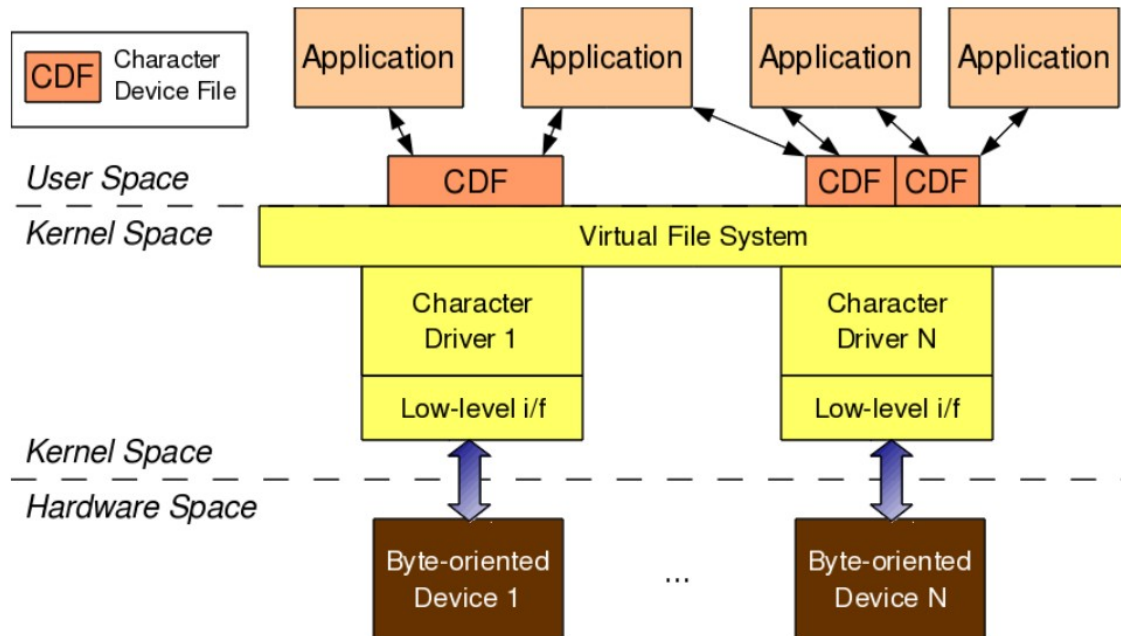 CDF
Character
Device File
Application
Application
Application
Application
User Space
CDF
CDF
CDF
Kernel Space
Virtual File System
Character
Driver 1
Character
Driver N
Low-level i/f
Low-level i/f
Kernel Space
Hardware Space
Byte-oriented
Device 1
...
Byte-oriented
Device N